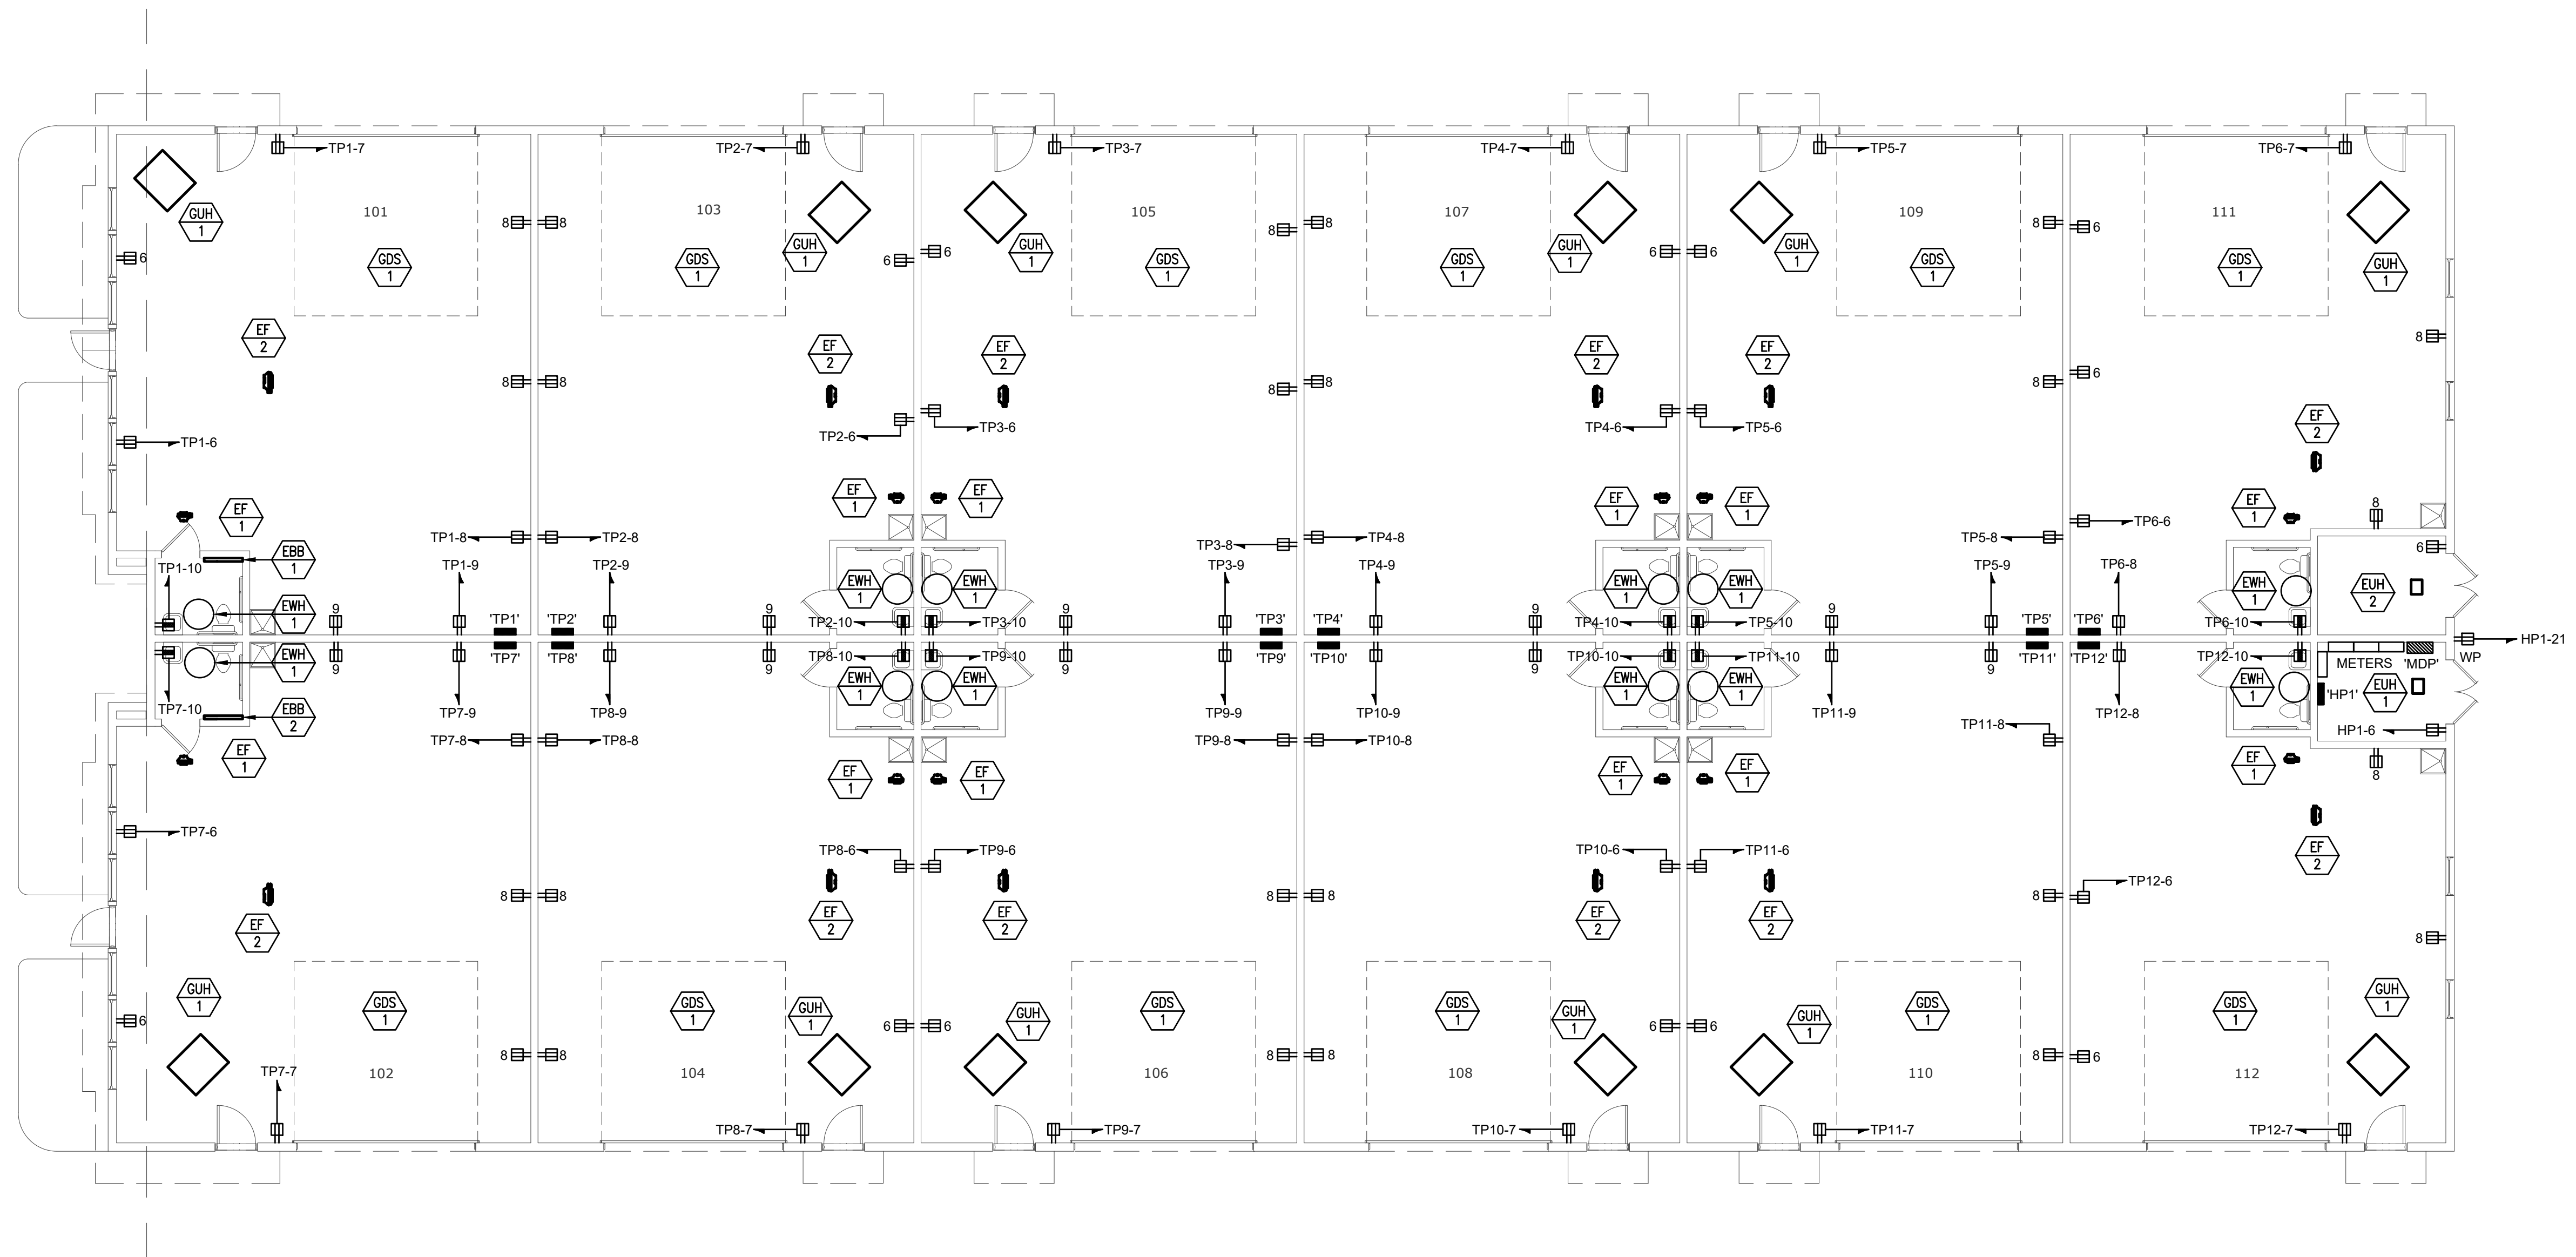 TP1-7
TP2-7
TP3-7
TP4-7
TP5-7
TP6-7
101
103
105
107
109
111
GUH
1
8
8
GUH
1
6
6
GUH
1
8
8
GUH
1
6
6
GUH
1
8
6
GUH
1
6
GDS
1
GDS
1
GDS
1
GDS
1
GDS
1
GDS
1
EF
2
EF
2
EF
2
EF
2
EF
2
8
8
8
8
8
8
6
TP1-6
TP2-6
TP3-6
TP4-6
TP5-6
EF
2
EF
1
EF
1
EF
1
EF
1
EF
1
EF
1
8
TP6-6
TP1-8
TP2-8
TP3-8
TP4-8
TP5-8
6
EBB
1
TP1-10
TP1-9
TP2-9
TP3-9
TP4-9
TP5-9
TP6-8
EWH
1
EWH
1
EWH
1
EWH
1
EWH
1
EWH
1
EUH
2
9
'TP1'
'TP2'
9
TP2-10
TP3-10
9
'TP3'
'TP4'
9
TP4-10
TP5-10
9
'TP5'
'TP6'
TP6-10
HP1-21
WP
EWH
1
9
'TP7'
'TP8'
9
TP8-10
TP9-10
9
'TP9'
'TP10'
9
TP10-10
TP11-10
9
'TP11'
'TP12'
TP12-10
METERS
'MDP'
EWH
1
EWH
1
EWH
1
EWH
1
EWH
1
'HP1'
EUH
1
TP7-10
EBB
2
TP7-9
TP8-9
TP9-9
TP10-9
TP11-9
TP12-8
TP7-8
TP8-8
TP9-8
TP10-8
TP11-8
HP1-6
EF
1
EF
1
EF
1
EF
1
EF
1
EF
1
8
TP7-6
TP8-6
TP9-6
TP10-6
TP11-6
EF
2
TP12-6
8
8
8
8
8
EF
2
EF
2
EF
2
EF
2
EF
2
8
GUH
1
GDS
1
GDS
1
GUH
1
GUH
1
GDS
1
GDS
1
GUH
1
GUH
1
GDS
1
GDS
1
GUH
1
6
6
6
6
6
8
8
8
8
8
6
TP7-7
102
104
106
108
110
112
TP8-7
TP9-7
TP10-7
TP11-7
TP12-7